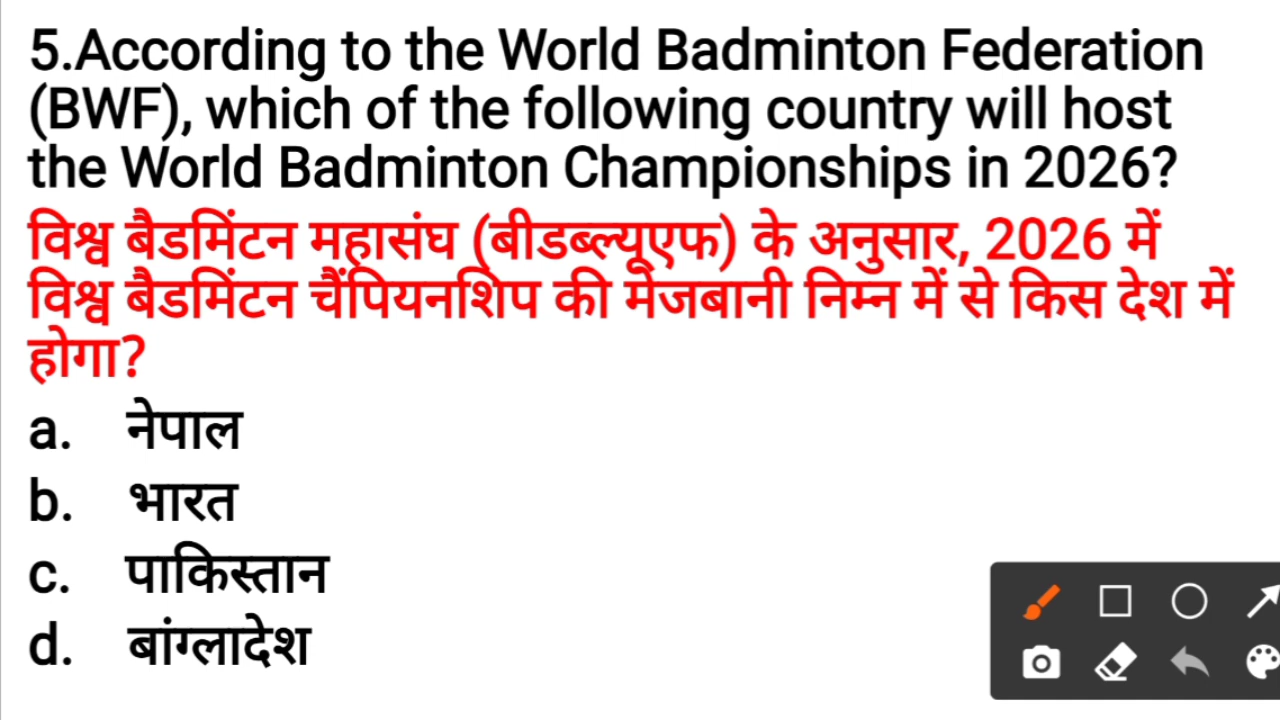 5.According to the World Badminton Federation
(BWF), which of the following country will host
the World Badminton Championships in 2026?
विश्व बैडमिंटन महासंघ (बीडब्ल्यूएफ) के अनुसार, 2026 में
विश्व बैडमिंटन चैंपियनशिप की मेजबानी निम्न में से किस देश में
होगा?
a. नेपाल
b. भारत
c. पाकिस्तान
d. बांग्लादेश